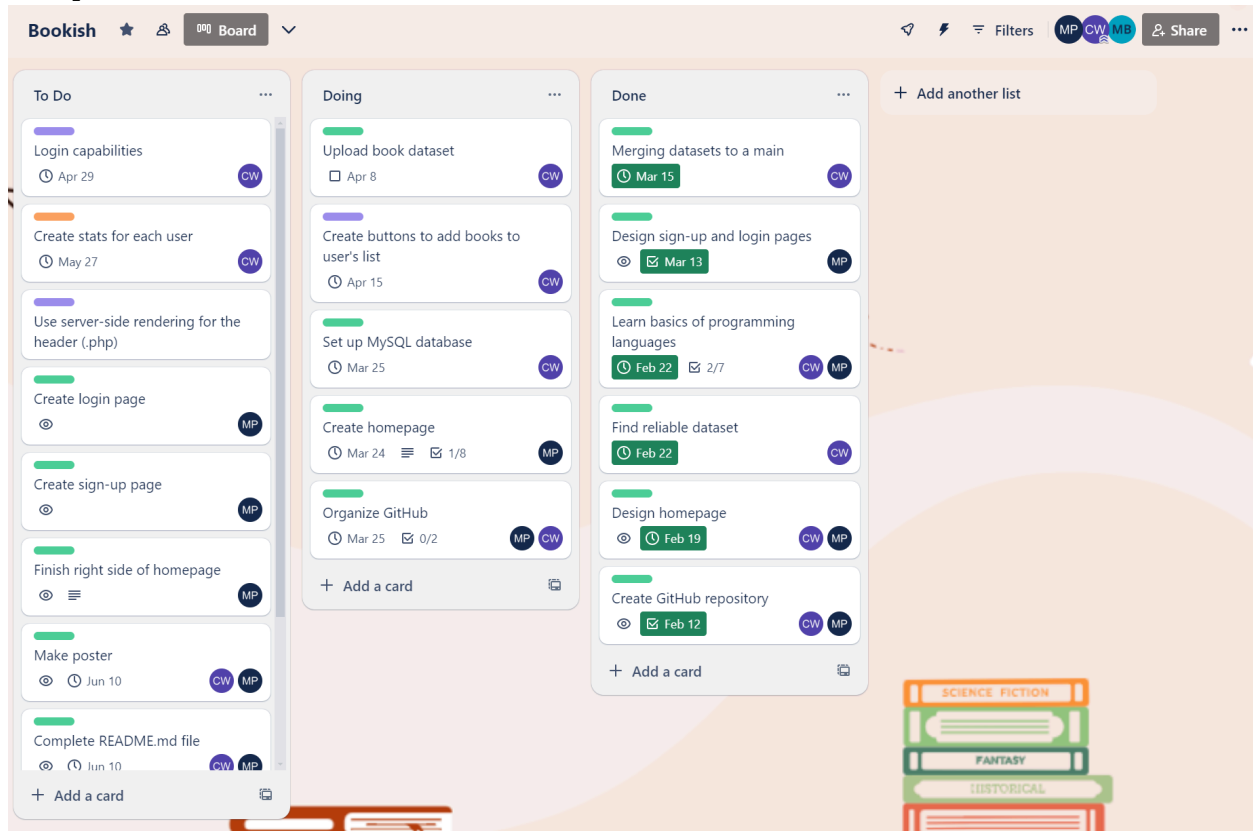 Bookish
Board
Filters
MP CW MB
Share
To Do
Login capabilities
Apr 29
CW
Create stats for each user
May 27
CW
Use server-side rendering for the
header (.php)
Create login page
MP
Create sign-up page
MP
Finish right side of homepage
MP
Make poster
Jun 10
CW MP
Complete README.md file
Jun 10
CW MP
+ Add a card
Doing
Upload book dataset
Apr 8
CW
Create buttons to add books to
user's list
Apr 15
CW
Set up MySQL database
Mar 25
CW
Create homepage
Mar 24 1/8
MP
Organize GitHub
Mar 25 0/2
MP CW
+ Add a card
Done
Merging datasets to a main
Mar 15
CW
Design sign-up and login pages
Mar 13
MP
Learn basics of programming
languages
Feb 22 2/7
CW MP
Find reliable dataset
Feb 22
CW
Design homepage
Feb 19
CW MP
Create GitHub repository
Feb 12
CW MP
+ Add a card
+ Add another list
SCIENCE FICTION
FANTASY
HISTORICAL